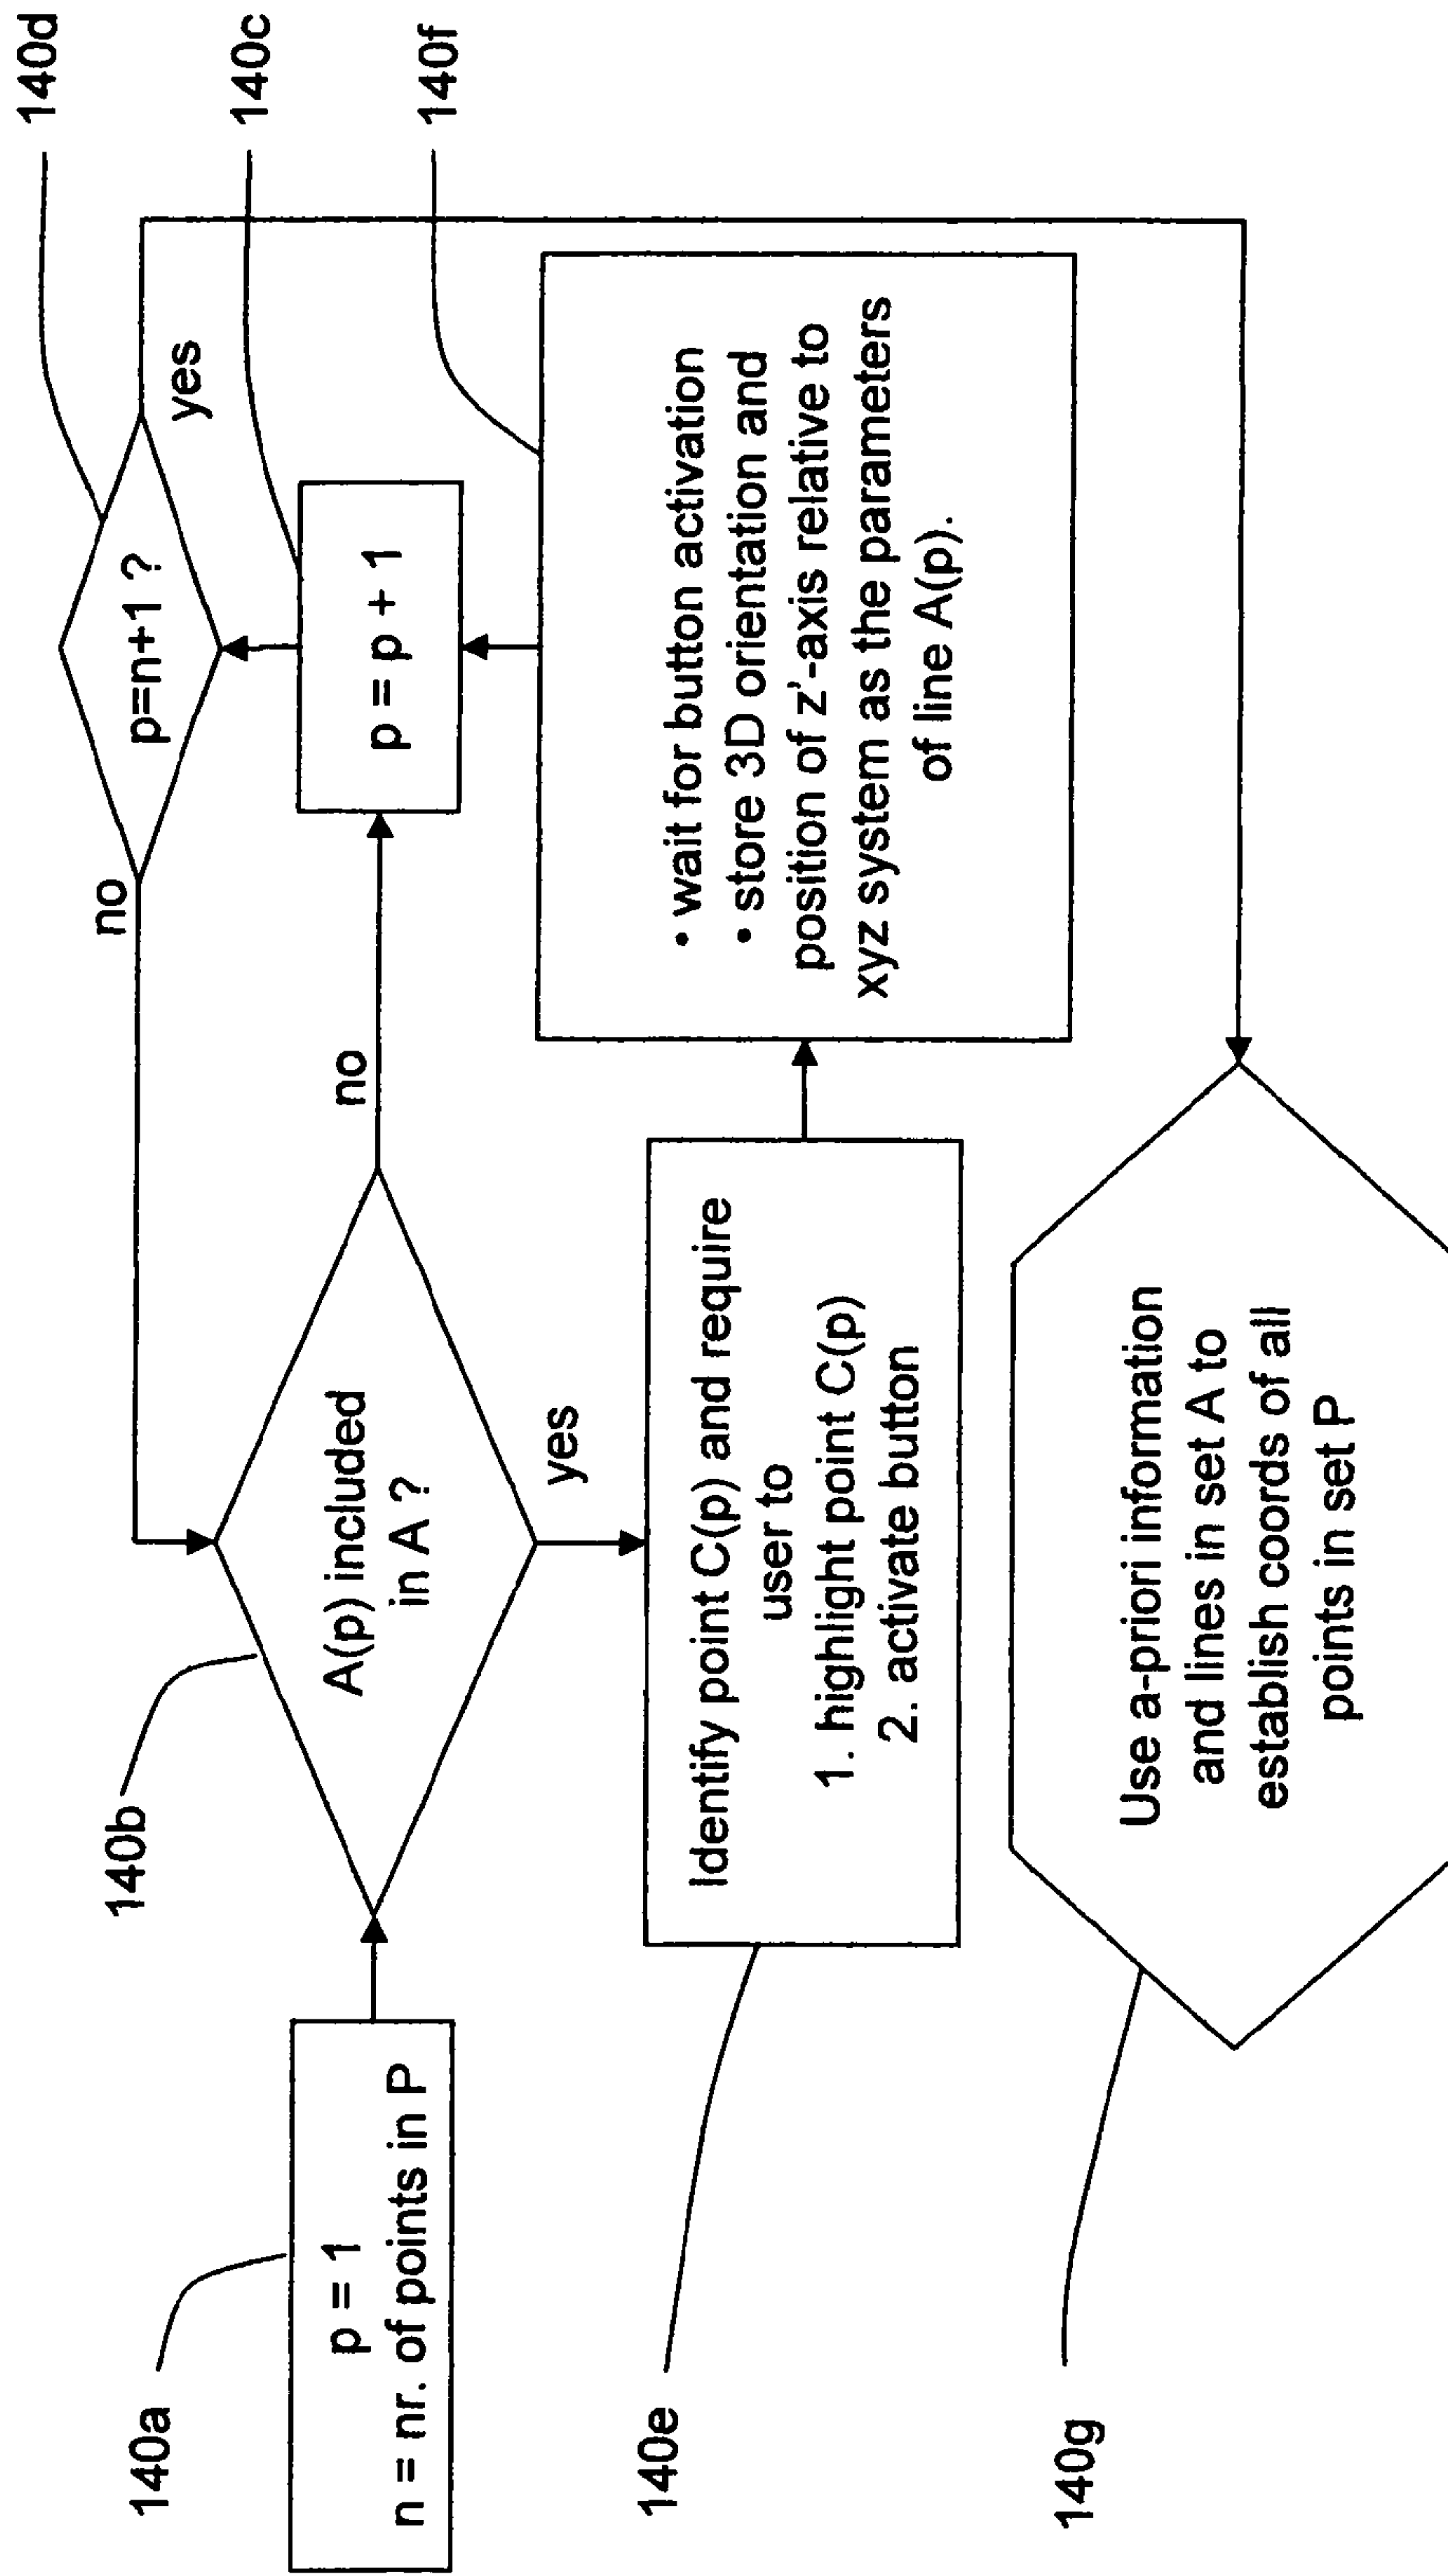 140a
p = 1
n = nr. of points in P
140b
A(p) included
in A ?
no
yes
140c
p = p + 1
140d
p=n+1 ?
no
yes
140e
Identify point C(p) and require
user to
1. highlight point C(p)
2. activate button
140f
• wait for button activation
• store 3D orientation and
position of z'-axis relative to
xyz system as the parameters
of line A(p).
140g
Use a-priori information
and lines in set A to
establish coords of all
points in set P